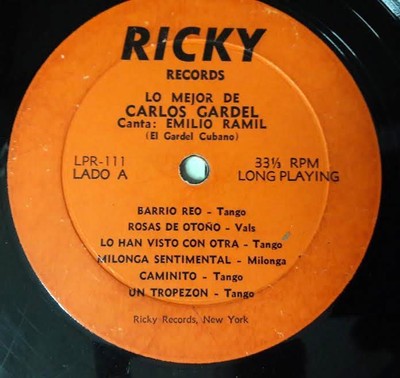 RICKY
RECORDS
LO MEJOR DE
CARLOS GARDEL
Canta: EMILIO RAMIL
(El Gardel Cubano)
LPR-111
LADO A
33⅓ RPM
LONG PLAYING
BARRIO REO - Tango
ROSAS DE OTOÑO - Vals
LO HAN VISTO CON OTRA - Tango
MILONGA SENTIMENTAL - Milonga
CAMINITO - Tango
UN TROPEZON - Tango
Ricky Records, New York